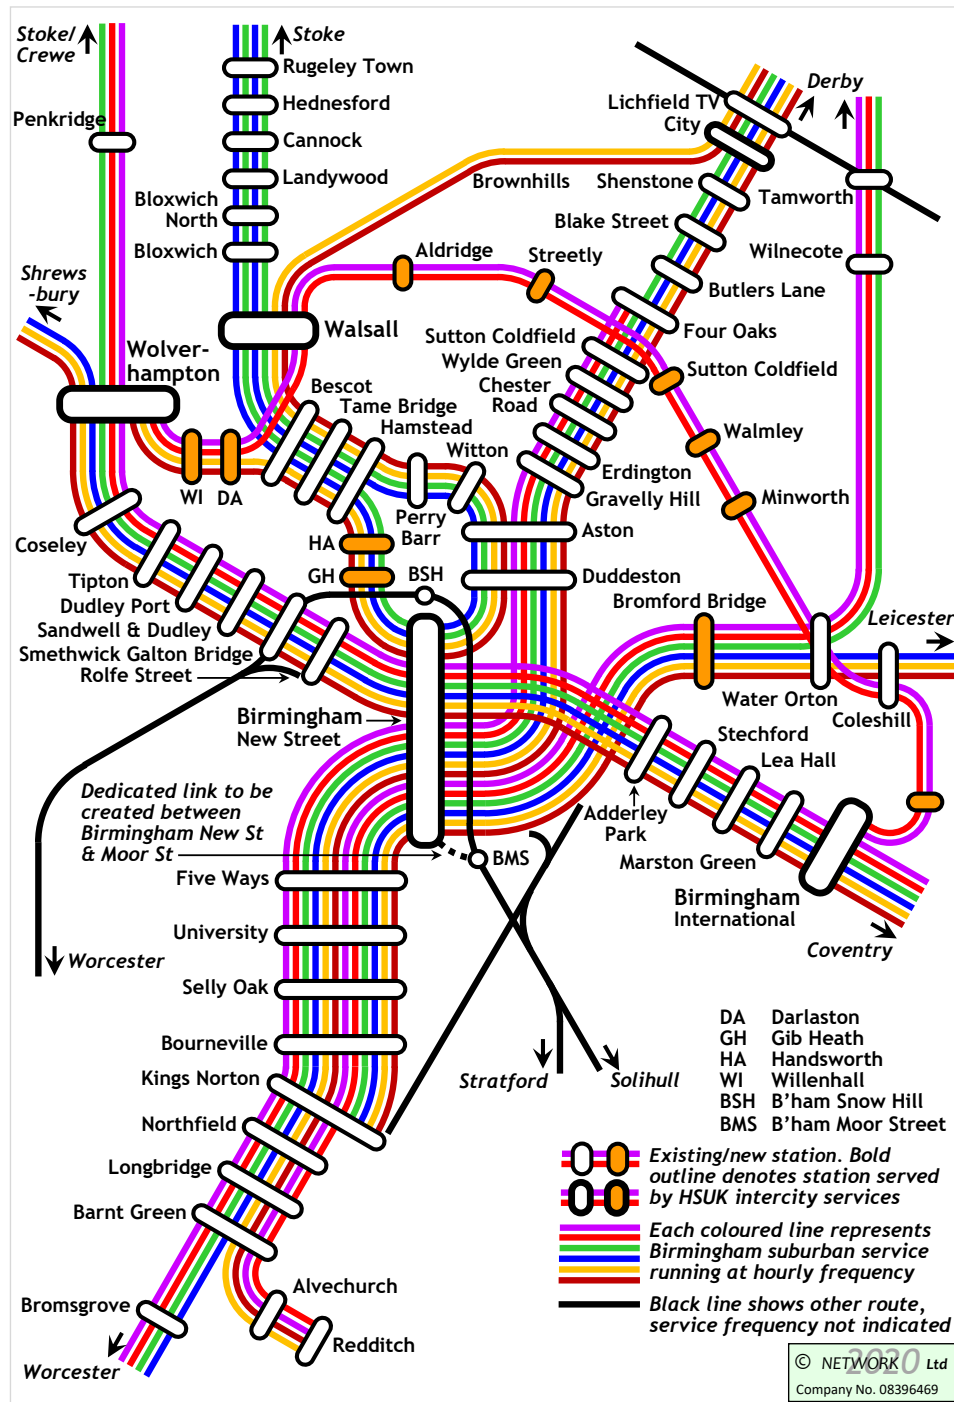 Stoke/
Crewe
Stoke
Rugeley Town
Hednesford
Cannock
Landywood
Bloxwich
North
Bloxwich
Penkridge
Shrews
-bury
Wolver-
hampton
Walsall
Brownhills
Aldridge
Streetly
Derby
Lichfield TV
City
Shenstone
Tamworth
Blake Street
Wilnecote
Butlers Lane
Four Oaks
Sutton Coldfield
Wylde Green
Chester
Road
Erdington
Gravelly Hill
Aston
Duddeston
Sutton Coldfield
Walmley
Minworth
Bescot
Tame Bridge
Hamstead
Witton
Perry
Barr
WI
DA
HA
GH
BSH
Coseley
Tipton
Dudley Port
Sandwell & Dudley
Smethwick Galton Bridge
Rolfe Street
Bromford Bridge
Leicester
Water Orton
Coleshill
Birmingham
New Street
Stechford
Lea Hall
Adderley
Park
Marston Green
Birmingham
International
Coventry
Dedicated link to be
created between
Birmingham New St
& Moor St
BMS
Five Ways
University
Worcester
Selly Oak
Bourneville
Kings Norton
Northfield
Longbridge
Barnt Green
Stratford
Solihull
Alvechurch
Redditch
Bromsgrove
Worcester
DA Darlaston
GH Gib Heath
HA Handsworth
WI Willenhall
BSH B'ham Snow Hill
BMS B'ham Moor Street
Existing/new station. Bold
outline denotes station served
by HSUK intercity services
Each coloured line represents
Birmingham suburban service
running at hourly frequency
Black line shows other route,
service frequency not indicated
© NETWORK 2020 Ltd
Company No. 08396469